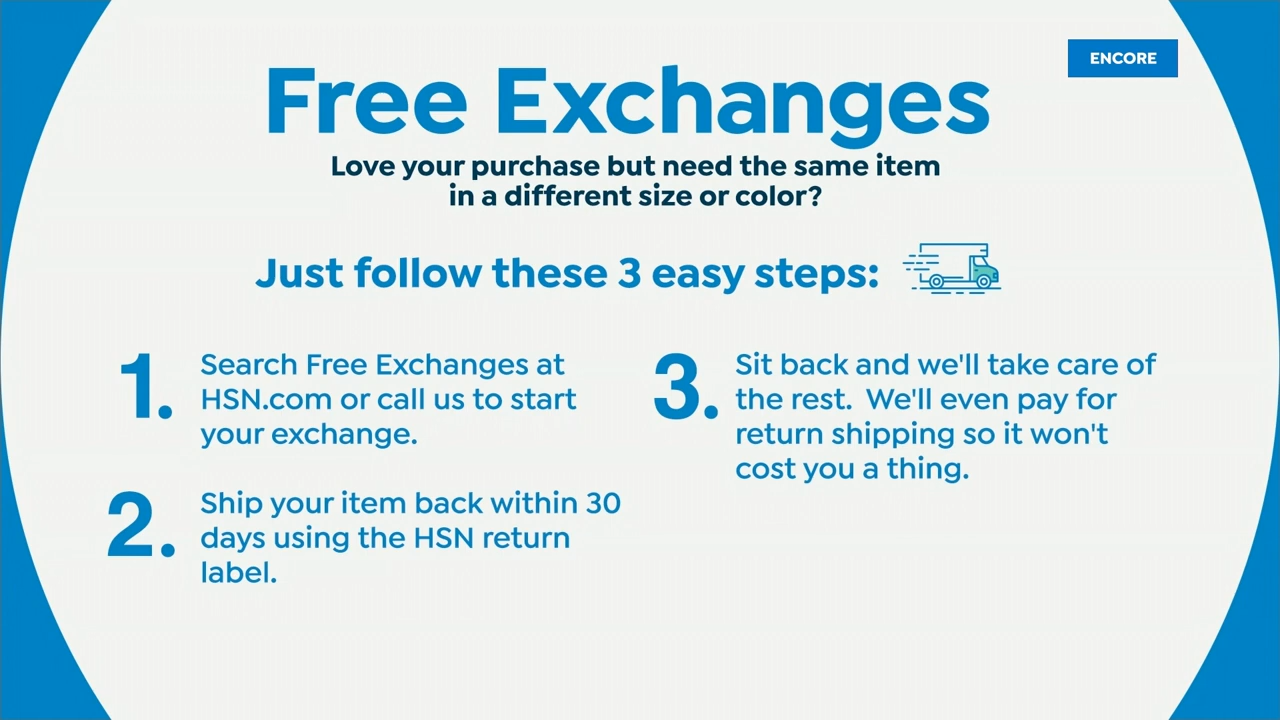 ENCORE
Free Exchanges
Love your purchase but need the same item
in a different size or color?
Just follow these 3 easy steps:
1. Search Free Exchanges at
HSN.com or call us to start
your exchange.
2. Ship your item back within 30
days using the HSN return
label.
3. Sit back and we'll take care of
the rest. We'll even pay for
return shipping so it won't
cost you a thing.